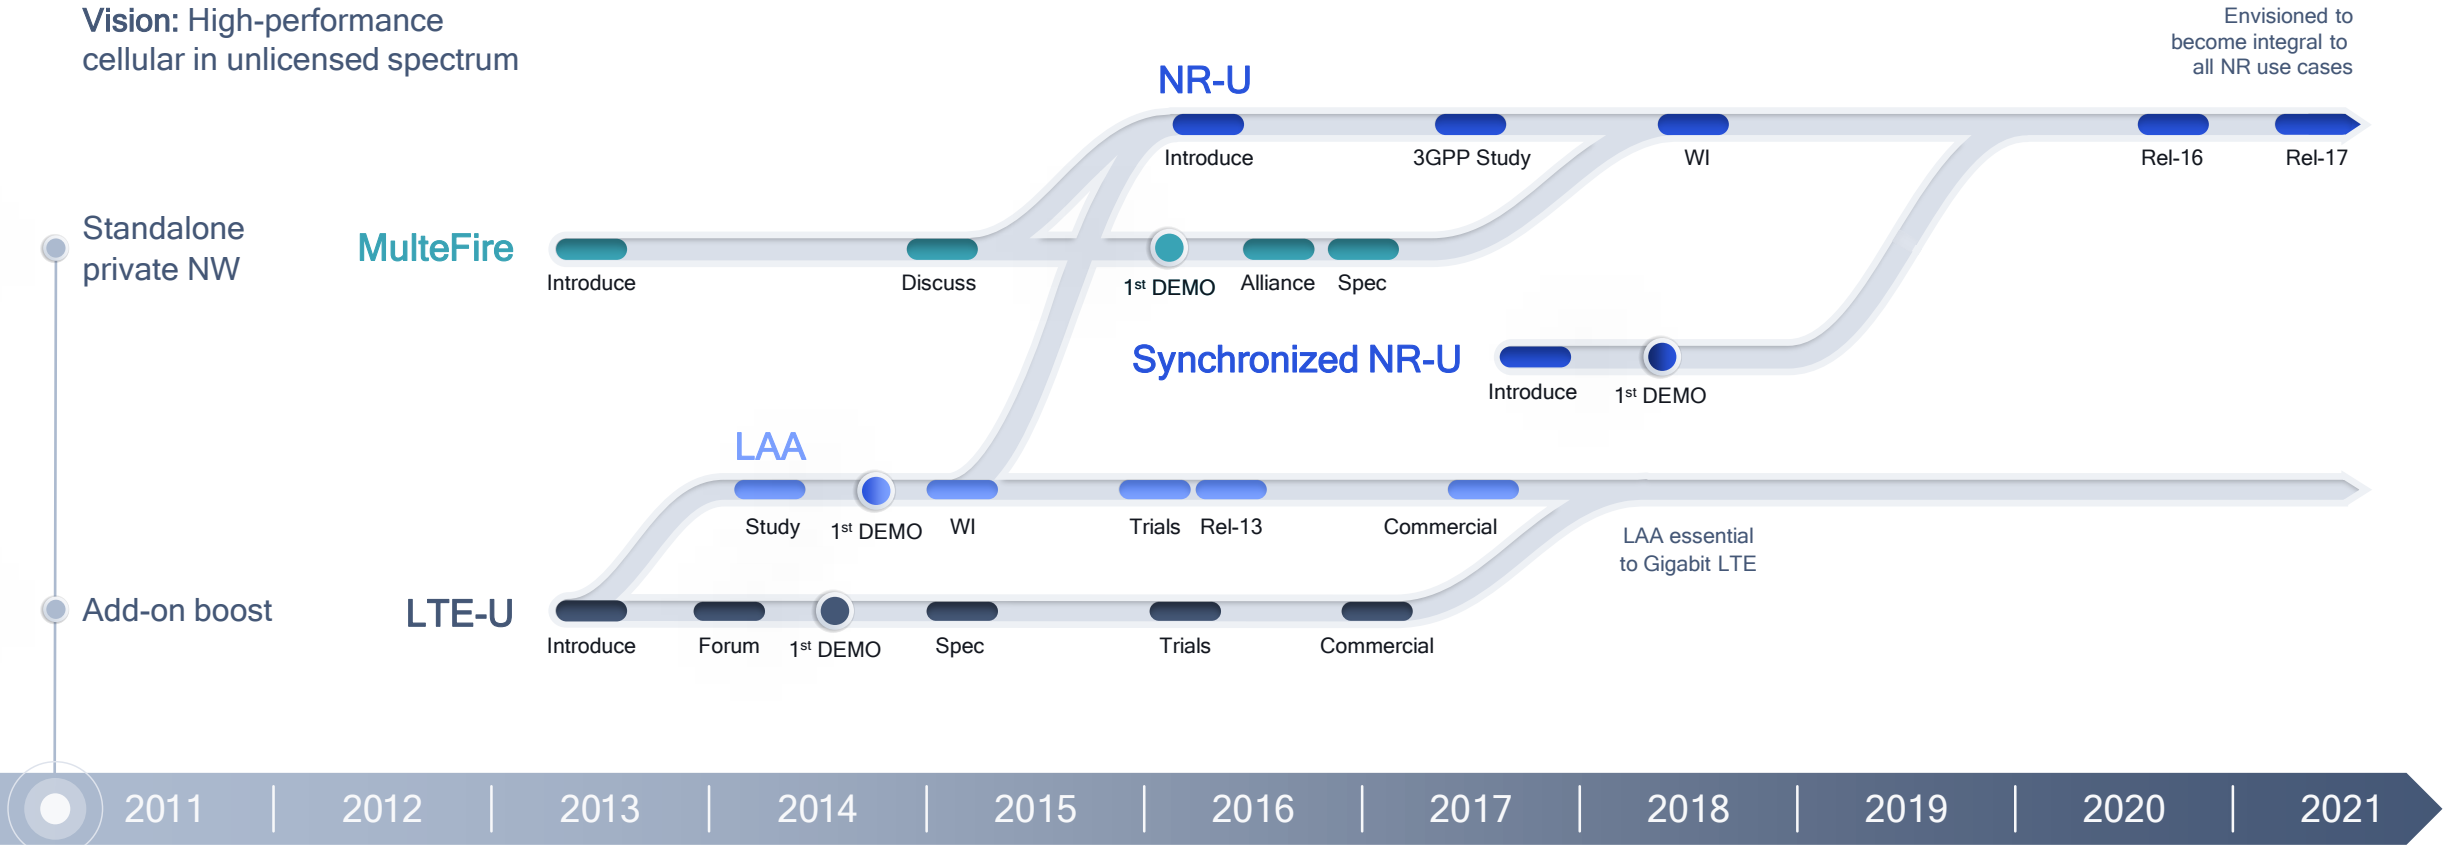 Vision: High-performance
cellular in unlicensed spectrum
Envisioned to
become integral to
all NR use cases
NR-U
Introduce
3GPP Study
WI
Rel-16
Rel-17
Standalone
private NW
MulteFire
Introduce
Discuss
1st DEMO
Alliance
Spec
Synchronized NR-U
Introduce
1st DEMO
LAA
Study
1st DEMO
WI
Trials
Rel-13
Commercial
LAA essential
to Gigabit LTE
Add-on boost
LTE-U
Introduce
Forum
1st DEMO
Spec
Trials
Commercial
2011
2012
2013
2014
2015
2016
2017
2018
2019
2020
2021